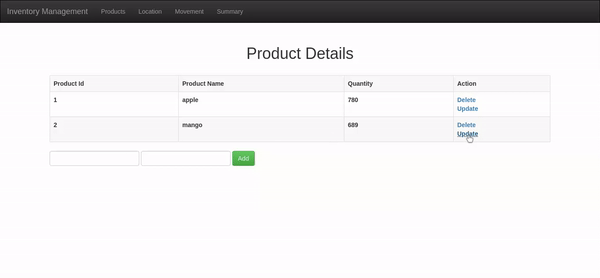 Inventory Management Products Location Movement Summary
Product Details
Product Id Product Name Quantity Action
1 apple 780 Delete
Update
2 mango 689 Delete
Update
Add